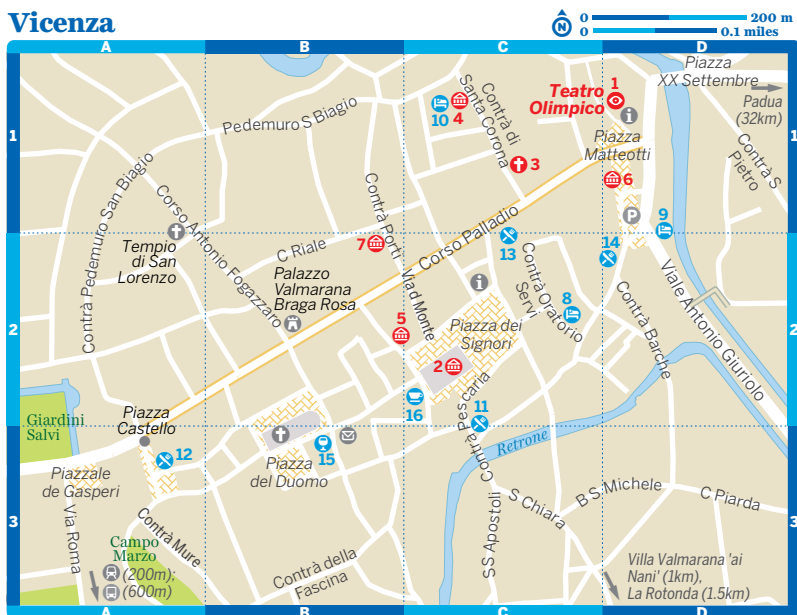 Vicenza
N
0 200 m
0 0.1 miles
A B C D
1
2
3
1
2
3
A B C D
Piazza
XX Settembre
Padua
(32km)
1
Teatro
Olimpico
i
Piazza
Matteotti
Contrà S
Pietro
10
4
Contrà di
Santa Corona
3
6
P
9
Pedemuro S Biagio
Contrà Pedemuro San Biagio
Corso Antonio Fogazzaro
Tempio
di San
Lorenzo
C Riale
7
Contrà Porti
Corso Palladio
Palazzo
Valmarana
Braga Rosa
Via d Monte
13
14
i
Contrà Oratorio
Servi
8
5
Piazza dei
Signori
2
Contrà Barche
Viale Antonio Giuriolo
16
11
Contrà Pescaria
Retrone
Giardini
Salvi
Piazza
Castello
12
Piazzale
de Gasperi
15
Piazza
del Duomo
Via Roma
Contrà Mure
Campo
Marzo
(200m);
(600m)
Contrà della
Fascina
S S Apostoli
S Chiara
B S Michele
C Piarda
Villa Valmarana 'ai
Nani' (1km),
La Rotonda (1.5km)